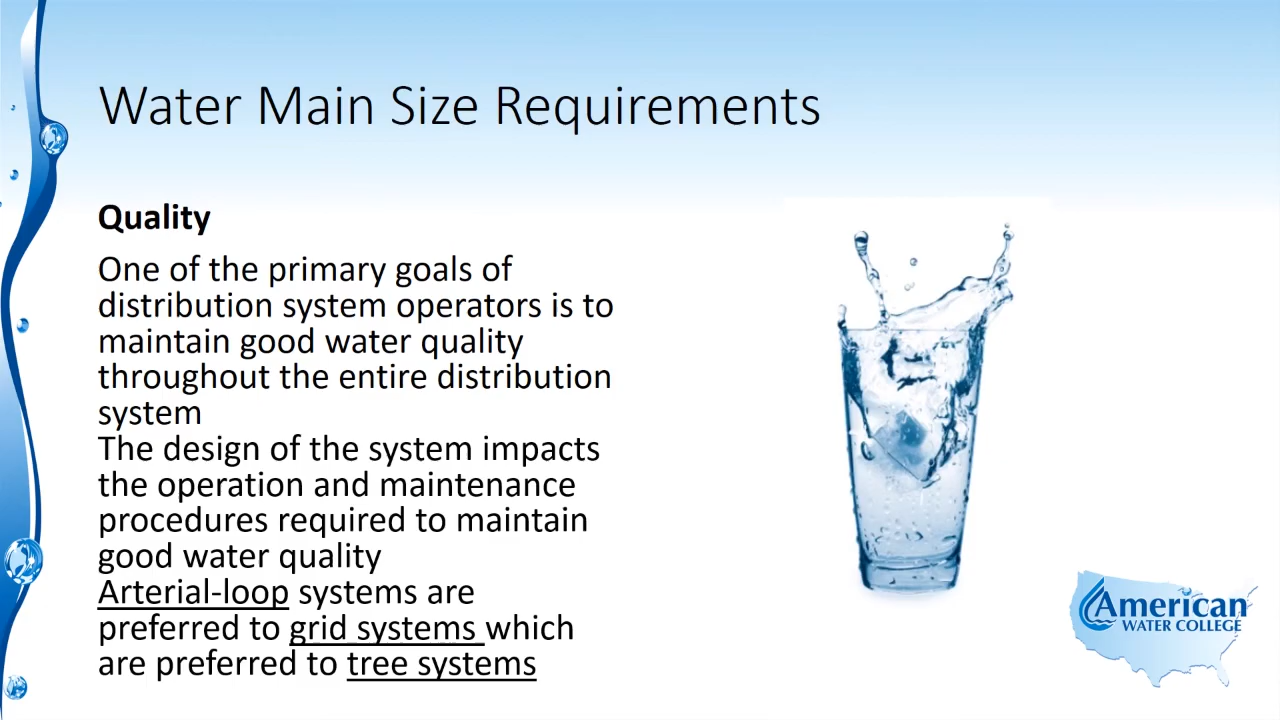 Water Main Size Requirements
Quality
One of the primary goals of
distribution system operators is to
maintain good water quality
throughout the entire distribution
system
The design of the system impacts
the operation and maintenance
procedures required to maintain
good water quality
Arterial-loop systems are
preferred to grid systems which
are preferred to tree systems
American
WATER COLLEGE